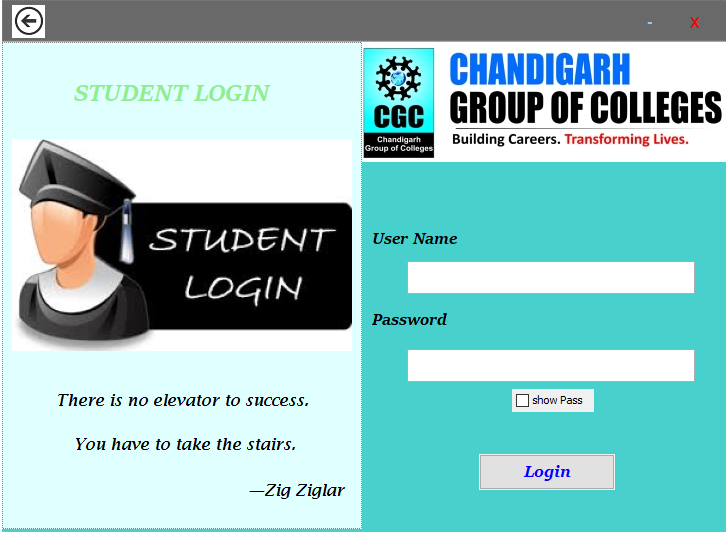 -
X
STUDENT LOGIN
STUDENT
LOGIN
There is no elevator to success.
You have to take the stairs.
—Zig Ziglar
CGC
Chandigarh
Group of Colleges
CHANDIGARH
GROUP OF COLLEGES
Building Careers. Transforming Lives.
User Name
Password
show Pass
Login